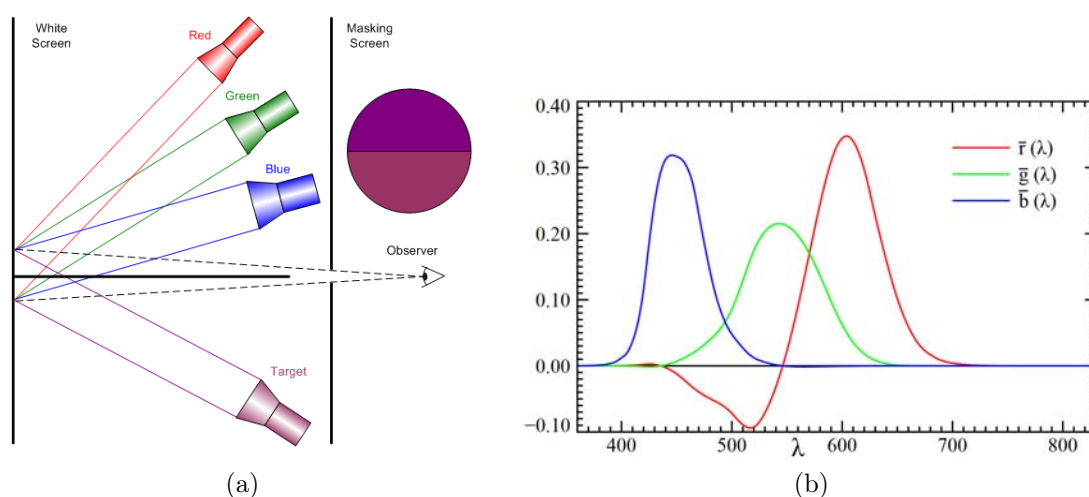 White
Screen
Red
Green
Blue
Target
Masking
Screen
Observer
(a)
0.40
0.30
0.20
0.10
0.00
−0.10
r̄ (λ)
ḡ (λ)
b̄ (λ)
400
500
600
700
800
λ
(b)